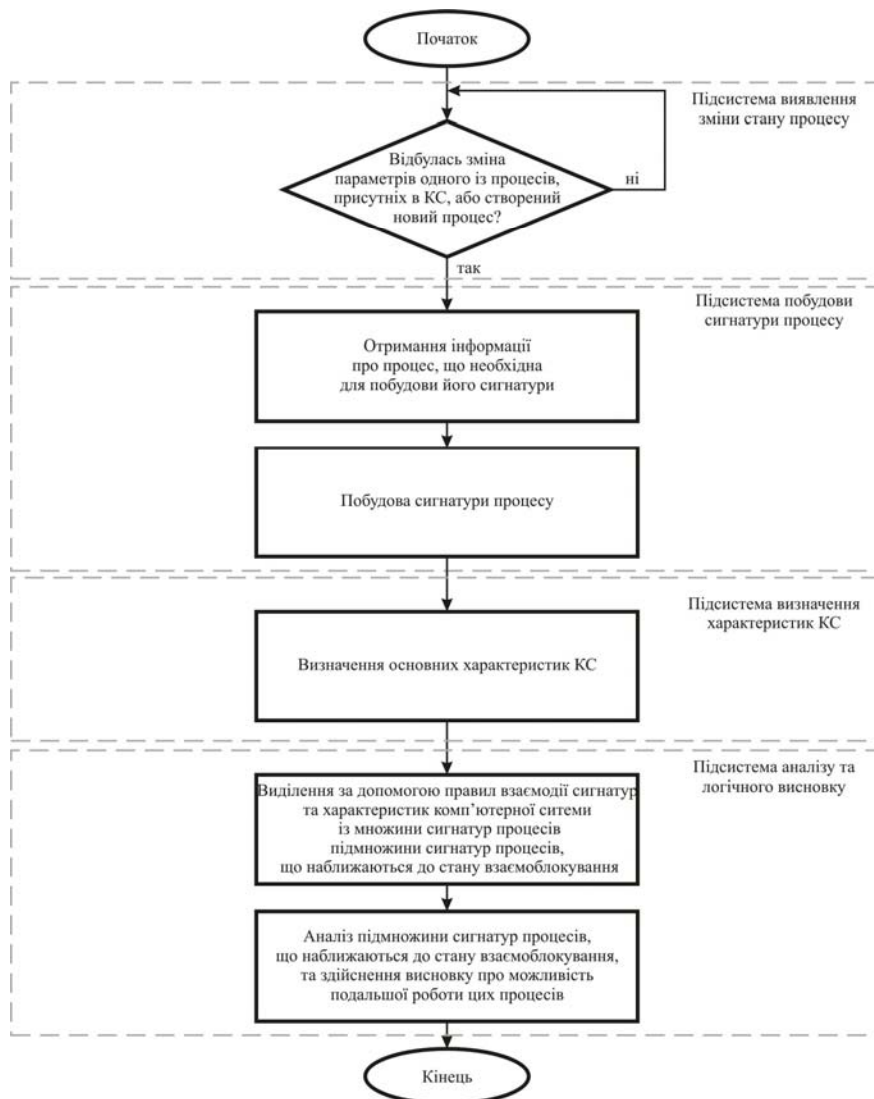 Початок
Підсистема виявлення
зміни стану процесу
Відбулась зміна
параметрів одного із процесів,
присутніх в КС, або створений
новий процес?
ні
так
Підсистема побудови
сигнатури процесу
Отримання інформації
про процес, що необхідна
для побудови його сигнатури
Побудова сигнатури процесу
Підсистема визначення
характеристик КС
Визначення основних характеристик КС
Підсистема аналізу та
логічного висновку
Виділення за допомогою правил взаємодії сигнатур
та характеристик комп’ютерної ситеми
із множини сигнатур процесів
підмножини сигнатур процесів,
що наближаються до стану взаємоблокування
Аналіз підмножини сигнатур процесів,
що наближаються до стану взаємоблокування,
та здійснення висновку про можливість
подальшої роботи цих процесів
Кінець